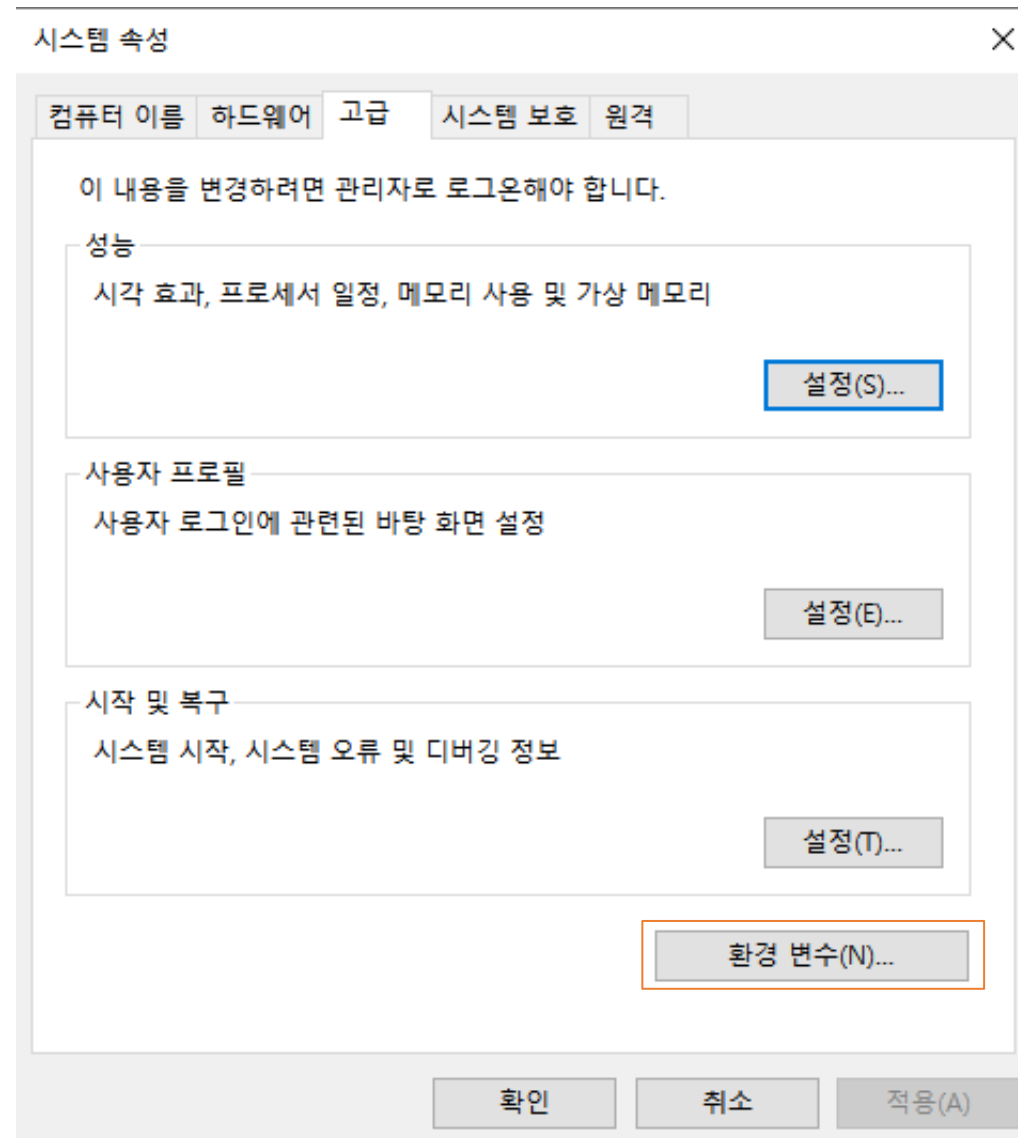 시스템 속성
컴퓨터 이름 하드웨어 고급 시스템 보호 원격
이 내용을 변경하려면 관리자로 로그온해야 합니다.
성능
시각 효과, 프로세서 일정, 메모리 사용 및 가상 메모리
설정(S)...
사용자 프로필
사용자 로그인에 관련된 바탕 화면 설정
설정(E)...
시작 및 복구
시스템 시작, 시스템 오류 및 디버깅 정보
설정(T)...
환경 변수(N)...
확인 취소 적용(A)